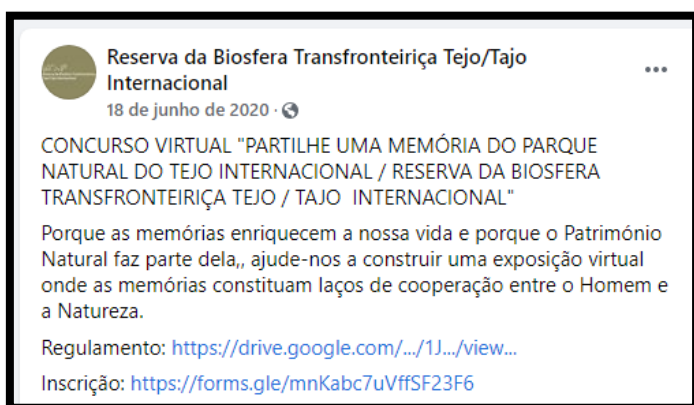 Reserva da Biosfera Transfronteiriça Tejo/Tajo
Internacional
18 de junho de 2020 ·
CONCURSO VIRTUAL "PARTILHE UMA MEMÓRIA DO PARQUE
NATURAL DO TEJO INTERNACIONAL / RESERVA DA BIOSFERA
TRANSFRONTEIRIÇA TEJO / TAJO  INTERNACIONAL"
Porque as memórias enriquecem a nossa vida e porque o Património
Natural faz parte dela,, ajude-nos a construir uma exposição virtual
onde as memórias constituam laços de cooperação entre o Homem e
a Natureza.
Regulamento: https://drive.google.com/.../1J.../view...
Inscrição: https://forms.gle/mnKabc7uVffSF23F6